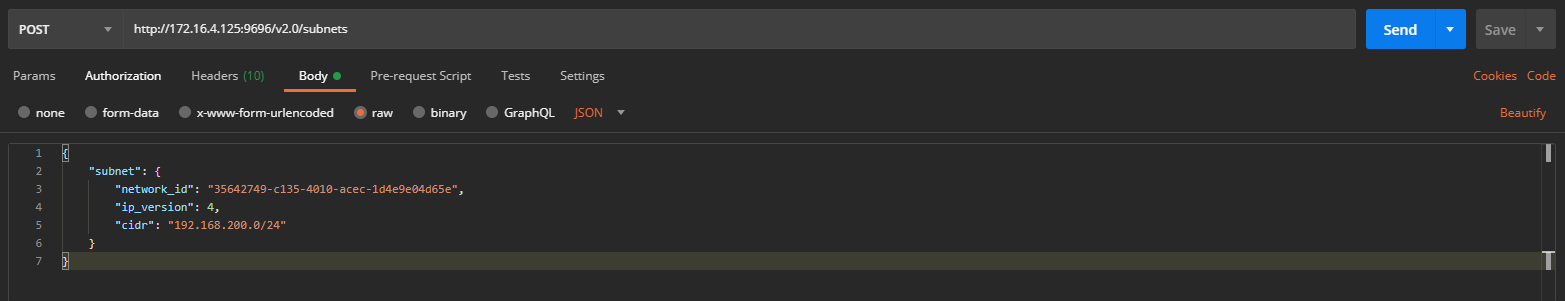 POST http://172.16.4.125:9696/v2.0/subnets Send Save
Params Authorization Headers (10) Body Pre-request Script Tests Settings Cookies Code
none form-data x-www-form-urlencoded raw binary GraphQL JSON Beautify
1 {
2 "subnet": {
3 "network_id": "35642749-c135-4010-acec-1d4e9e04d65e",
4 "ip_version": 4,
5 "cidr": "192.168.200.0/24"
6 }
7 }